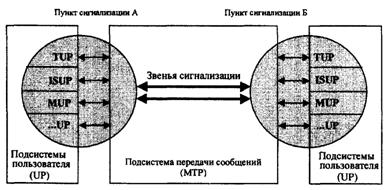 Пункт сигнализации А
Пункт сигнализации Б
TUP
ISUP
MUP
...UP
Звенья сигнализации
TUP
ISUP
MUP
...UP
Подсистемы
пользователя
(UP)
Подсистема передачи сообщений
(МТР)
Подсистемы
пользователя
(UP)